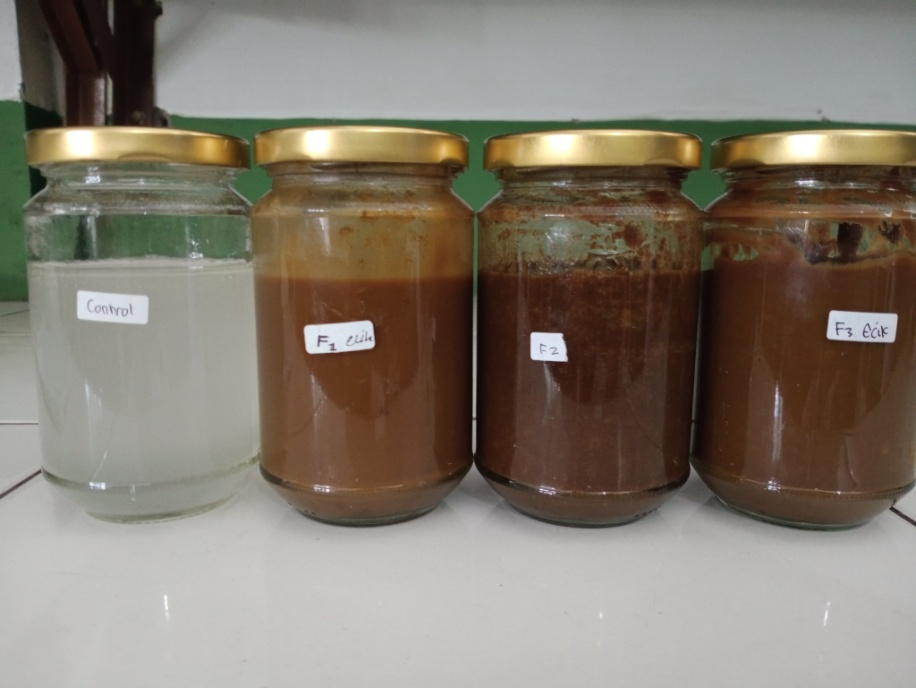 Control
F1 Ecik
F2
F3 Ecik